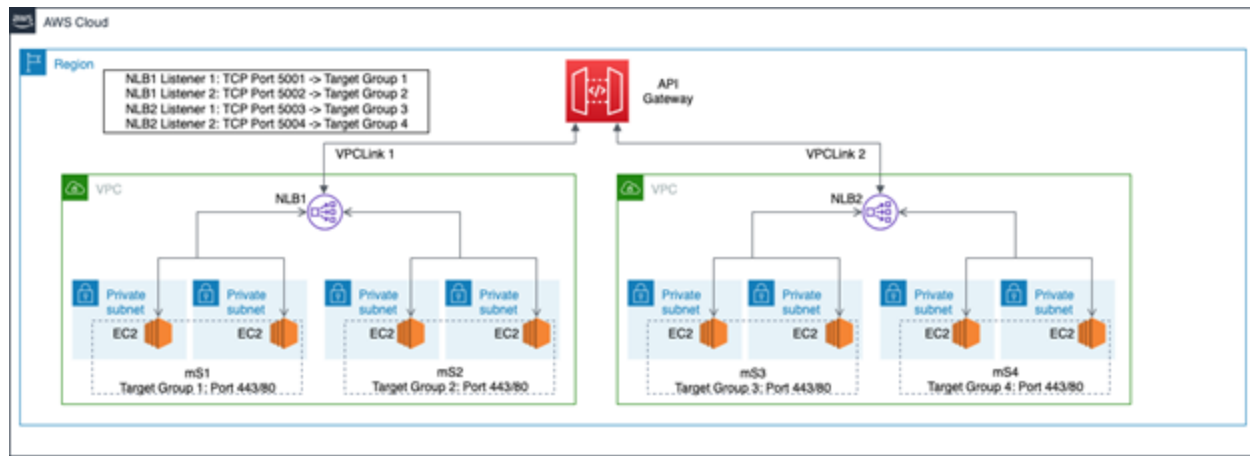 aws
AWS Cloud
Region
NLB1 Listener 1: TCP Port 5001 -> Target Group 1
NLB1 Listener 2: TCP Port 5002 -> Target Group 2
NLB2 Listener 1: TCP Port 5003 -> Target Group 3
NLB2 Listener 2: TCP Port 5004 -> Target Group 4
</>
API
Gateway
VPCLink 1
VPCLink 2
VPC
NLB1
VPC
NLB2
Private
subnet
Private
subnet
Private
subnet
Private
subnet
Private
subnet
Private
subnet
Private
subnet
Private
subnet
EC2
EC2
EC2
EC2
EC2
EC2
EC2
EC2
mS1
Target Group 1: Port 443/80
mS2
Target Group 2: Port 443/80
mS3
Target Group 3: Port 443/80
mS4
Target Group 4: Port 443/80